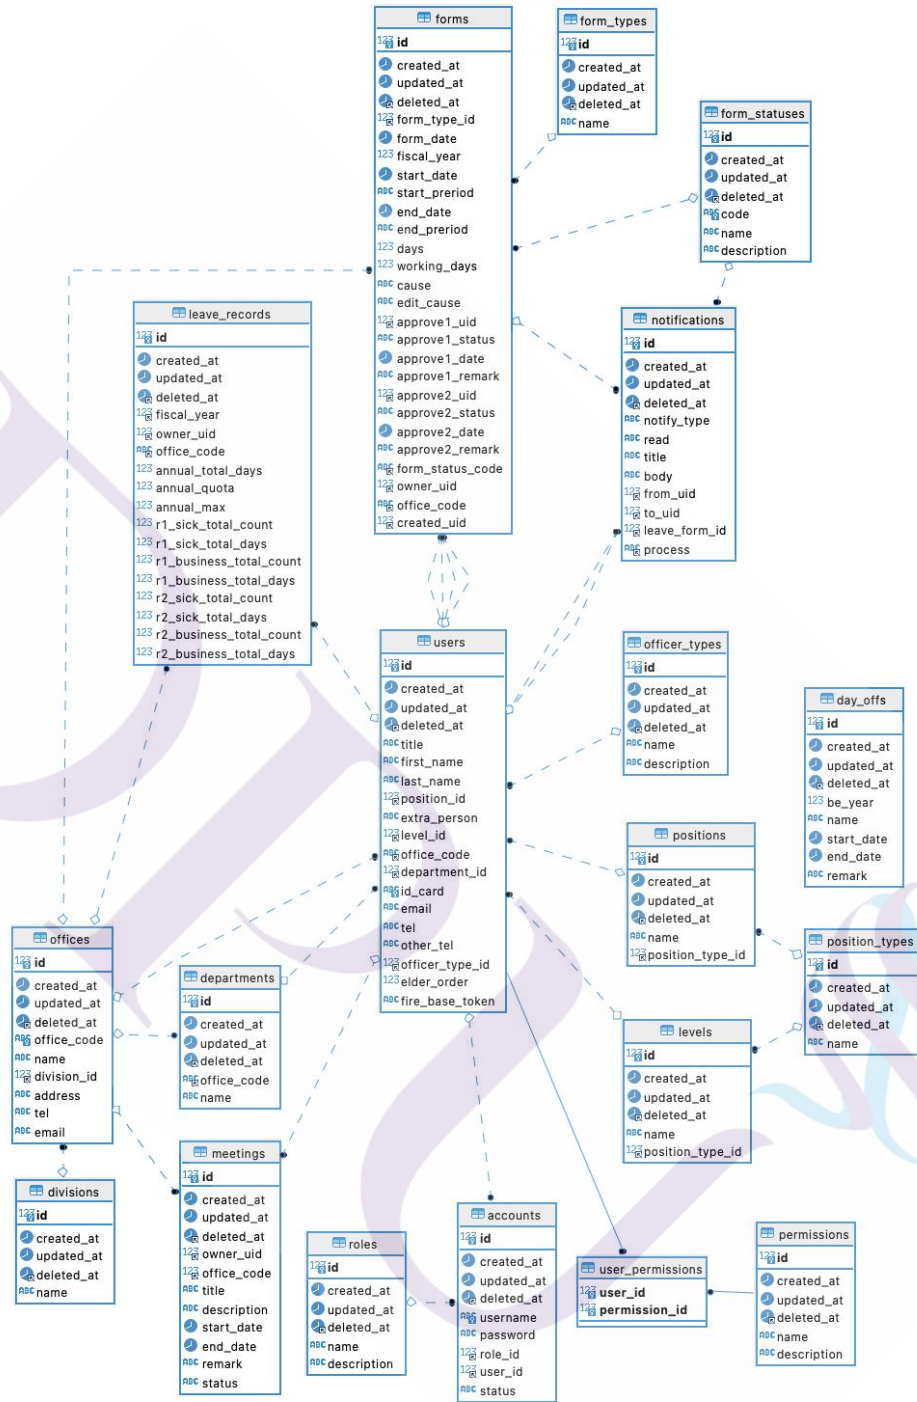 forms
id
created_at
updated_at
deleted_at
form_type_id
form_date
fiscal_year
start_date
start_preriod
end_date
end_preriod
days
working_days
cause
edit_cause
approve1_uid
approve1_status
approve1_date
approve1_remark
approve2_uid
approve2_status
approve2_date
approve2_remark
form_status_code
owner_uid
office_code
created_uid
form_types
id
created_at
updated_at
deleted_at
name
form_statuses
id
created_at
updated_at
deleted_at
code
name
description
leave_records
id
created_at
updated_at
deleted_at
fiscal_year
owner_uid
office_code
annual_total_days
annual_quota
annual_max
r1_sick_total_count
r1_sick_total_days
r1_business_total_count
r1_business_total_days
r2_sick_total_count
r2_sick_total_days
r2_business_total_count
r2_business_total_days
notifications
id
created_at
updated_at
deleted_at
notify_type
read
title
body
from_uid
to_uid
leave_form_id
process
users
id
created_at
updated_at
deleted_at
title
first_name
last_name
position_id
extra_person
level_id
office_code
department_id
id_card
email
tel
other_tel
officer_type_id
elder_order
fire_base_token
officer_types
id
created_at
updated_at
deleted_at
name
description
day_offs
id
created_at
updated_at
deleted_at
be_year
name
start_date
end_date
remark
positions
id
created_at
updated_at
deleted_at
name
position_type_id
position_types
id
created_at
updated_at
deleted_at
name
offices
id
created_at
updated_at
deleted_at
office_code
name
division_id
address
tel
email
departments
id
created_at
updated_at
deleted_at
office_code
name
levels
id
created_at
updated_at
deleted_at
name
position_type_id
divisions
id
created_at
updated_at
deleted_at
name
meetings
id
created_at
updated_at
deleted_at
owner_uid
office_code
title
description
start_date
end_date
remark
status
roles
id
created_at
updated_at
deleted_at
name
description
accounts
id
created_at
updated_at
deleted_at
username
password
role_id
user_id
status
user_permissions
user_id
permission_id
permissions
id
created_at
updated_at
deleted_at
name
description